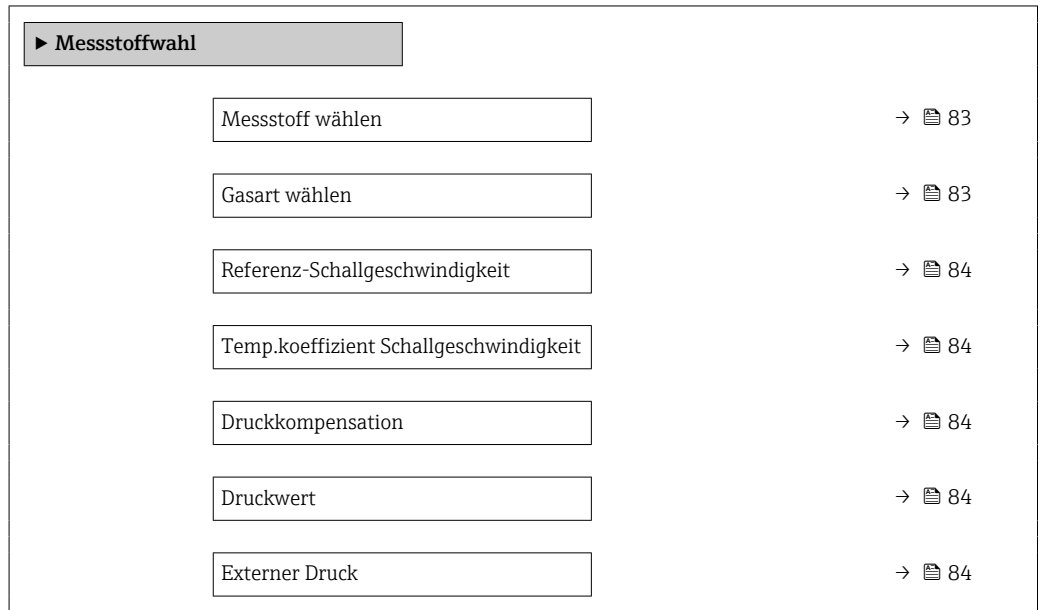 ▶ Messstoffwahl
Messstoff wählen → 83
Gasart wählen → 83
Referenz-Schallgeschwindigkeit → 84
Temp.koeffizient Schallgeschwindigkeit → 84
Druckkompensation → 84
Druckwert → 84
Externer Druck → 84